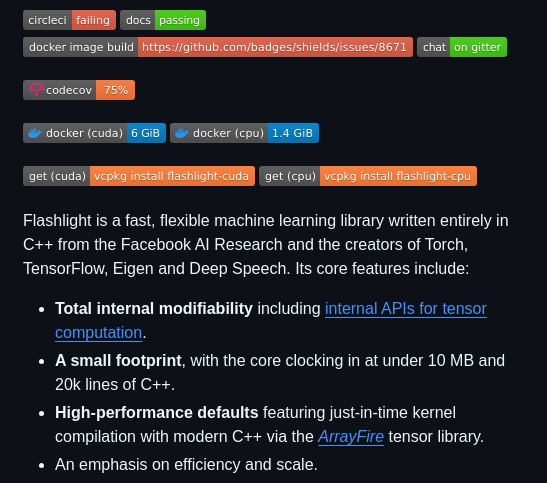 circleci failing docs passing
docker image build https://github.com/badges/shields/issues/8671 chat on gitter
codecov 75%
docker (cuda) 6 GiB docker (cpu) 1.4 GiB
get (cuda) vcpkg install flashlight-cuda get (cpu) vcpkg install flashlight-cpu
Flashlight is a fast, flexible machine learning library written entirely in
C++ from the Facebook AI Research and the creators of Torch,
TensorFlow, Eigen and Deep Speech. Its core features include:
• Total internal modifiability including internal APIs for tensor
computation.
• A small footprint, with the core clocking in at under 10 MB and
20k lines of C++.
• High-performance defaults featuring just-in-time kernel
compilation with modern C++ via the ArrayFire tensor library.
• An emphasis on efficiency and scale.